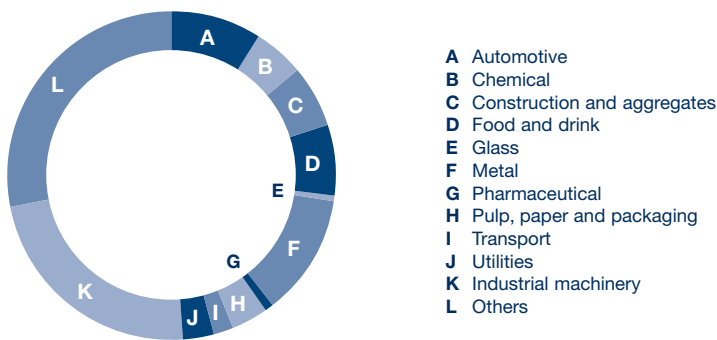 A
B
C
D
E
F
G
H
I
J
K
L
A Automotive
B Chemical
C Construction and aggregates
D Food and drink
E Glass
F Metal
G Pharmaceutical
H Pulp, paper and packaging
I Transport
J Utilities
K Industrial machinery
L Others